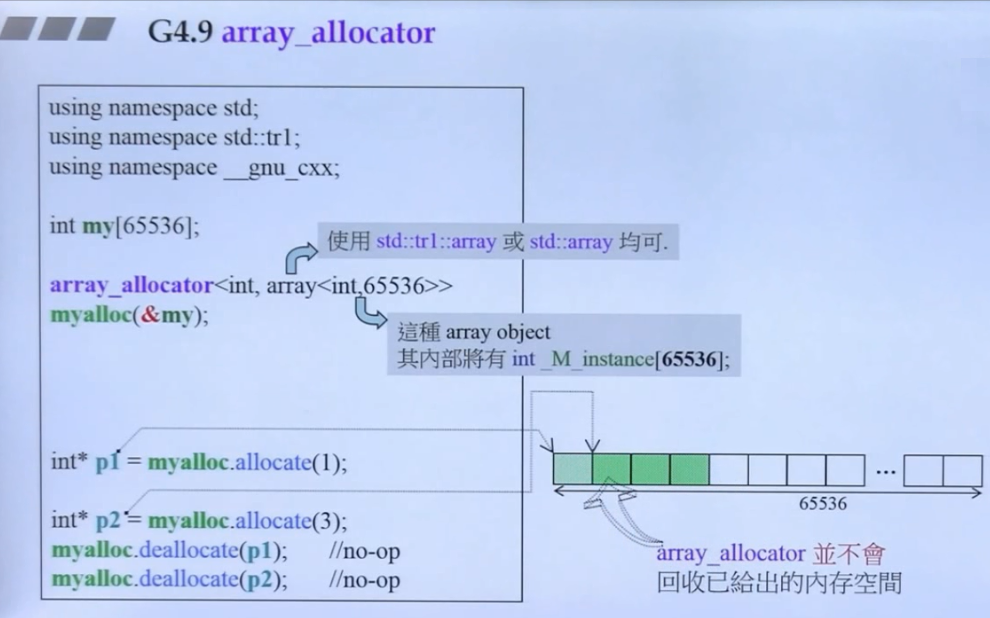 G4.9 array_allocator
using namespace std;
using namespace std::tr1;
using namespace __gnu_cxx;
int my[65536];
使用 std::tr1::array 或 std::array 均可.
array_allocator<int, array<int,65536>>
myalloc(&my);
這種 array object
其內部將有 int _M_instance[65536];
int* p1 = myalloc.allocate(1);
...
65536
int* p2 = myalloc.allocate(3);
myalloc.deallocate(p1); //no-op
myalloc.deallocate(p2); //no-op
array_allocator 並不會
回收已給出的內存空間